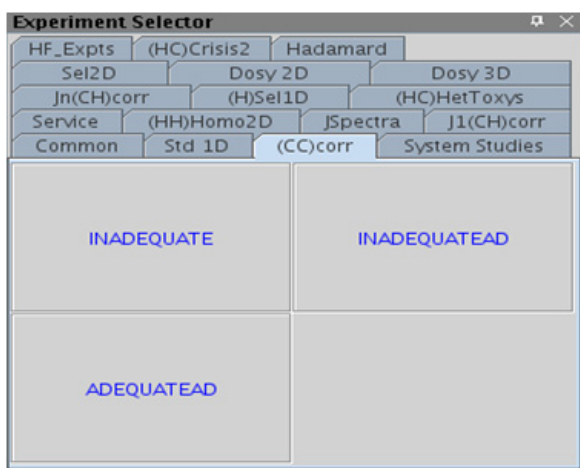 Experiment Selector
HF_Expts (HC)Crisis2 Hadamard
Sel2D Dosy 2D Dosy 3D
Jn(CH)corr (H)Sel1D (HC)HetToxys
Service (HH)Homo2D JSpectra J1(CH)corr
Common Std 1D (CC)corr System Studies
INADEQUATE INADEQUATEAD
ADEQUATEAD